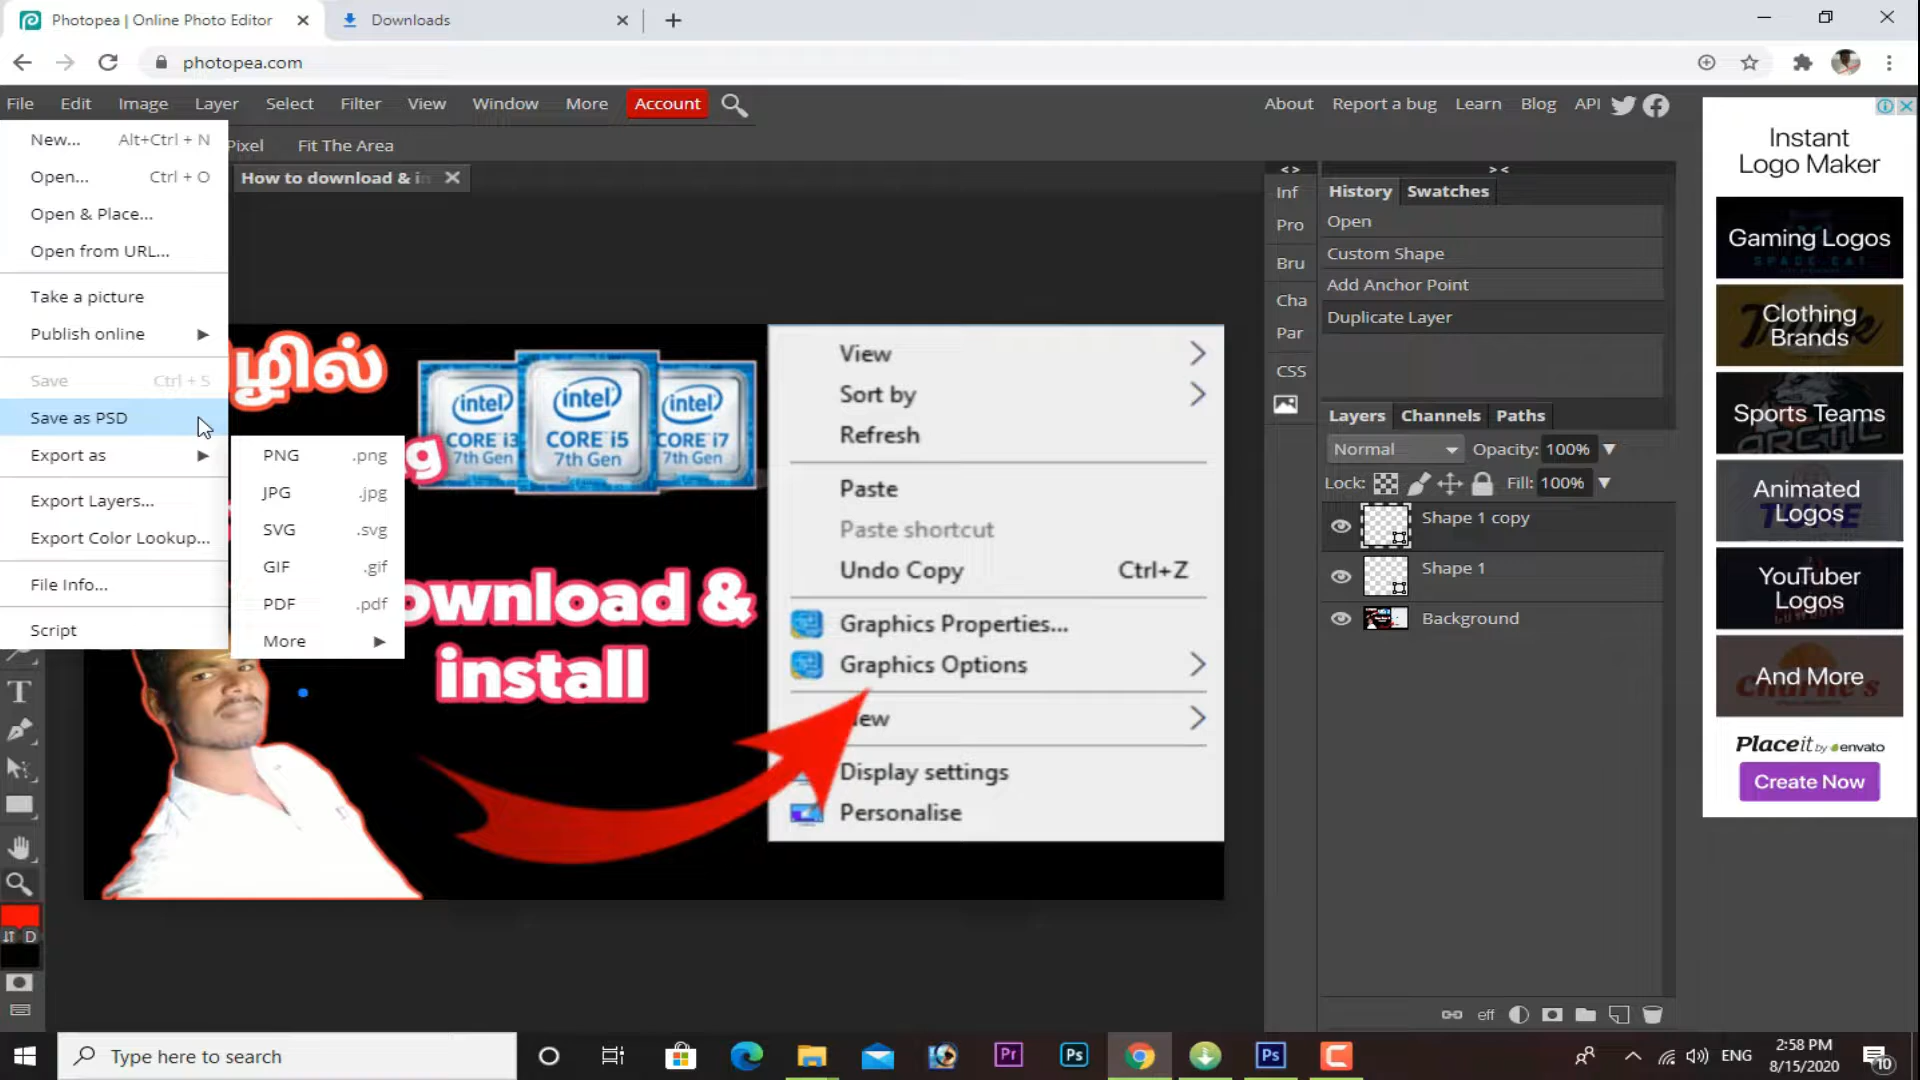 Photopea | Online Photo Editor
Downloads
photopea.com
File Edit Image Layer Select Filter View Window More Account
About Report a bug Learn Blog API
Pixel Fit The Area
How to download & i
New... Alt+Ctrl + N
Open... Ctrl + O
Open & Place...
Open from URL...
Take a picture
Publish online
Save Ctrl + S
Save as PSD
Export as
Export Layers...
Export Color Lookup...
File Info...
Script
PNG .png
JPG .jpg
SVG .svg
GIF .gif
PDF .pdf
More
ழில்
g
intel
CORE i3
7th Gen
intel
CORE i5
7th Gen
intel
CORE i7
7th Gen
ownload &
install
View
Sort by
Refresh
Paste
Paste shortcut
Undo Copy Ctrl+Z
Graphics Properties...
Graphics Options
ew
Display settings
Personalise
Inf
Pro
Bru
Cha
Par
CSS
History Swatches
Open
Custom Shape
Add Anchor Point
Duplicate Layer
Layers Channels Paths
Normal Opacity: 100%
Lock: Fill: 100%
Shape 1 copy
Shape 1
Background
eff
T
D
Instant
Logo Maker
Gaming Logos
Clothing
Brands
Sports Teams
ARCTIC
Animated
Logos
YouTuber
Logos
And More
Placeit by envato
Create Now
Type here to search
Pr
Ps
Ps
ENG
2:58 PM
8/15/2020
10